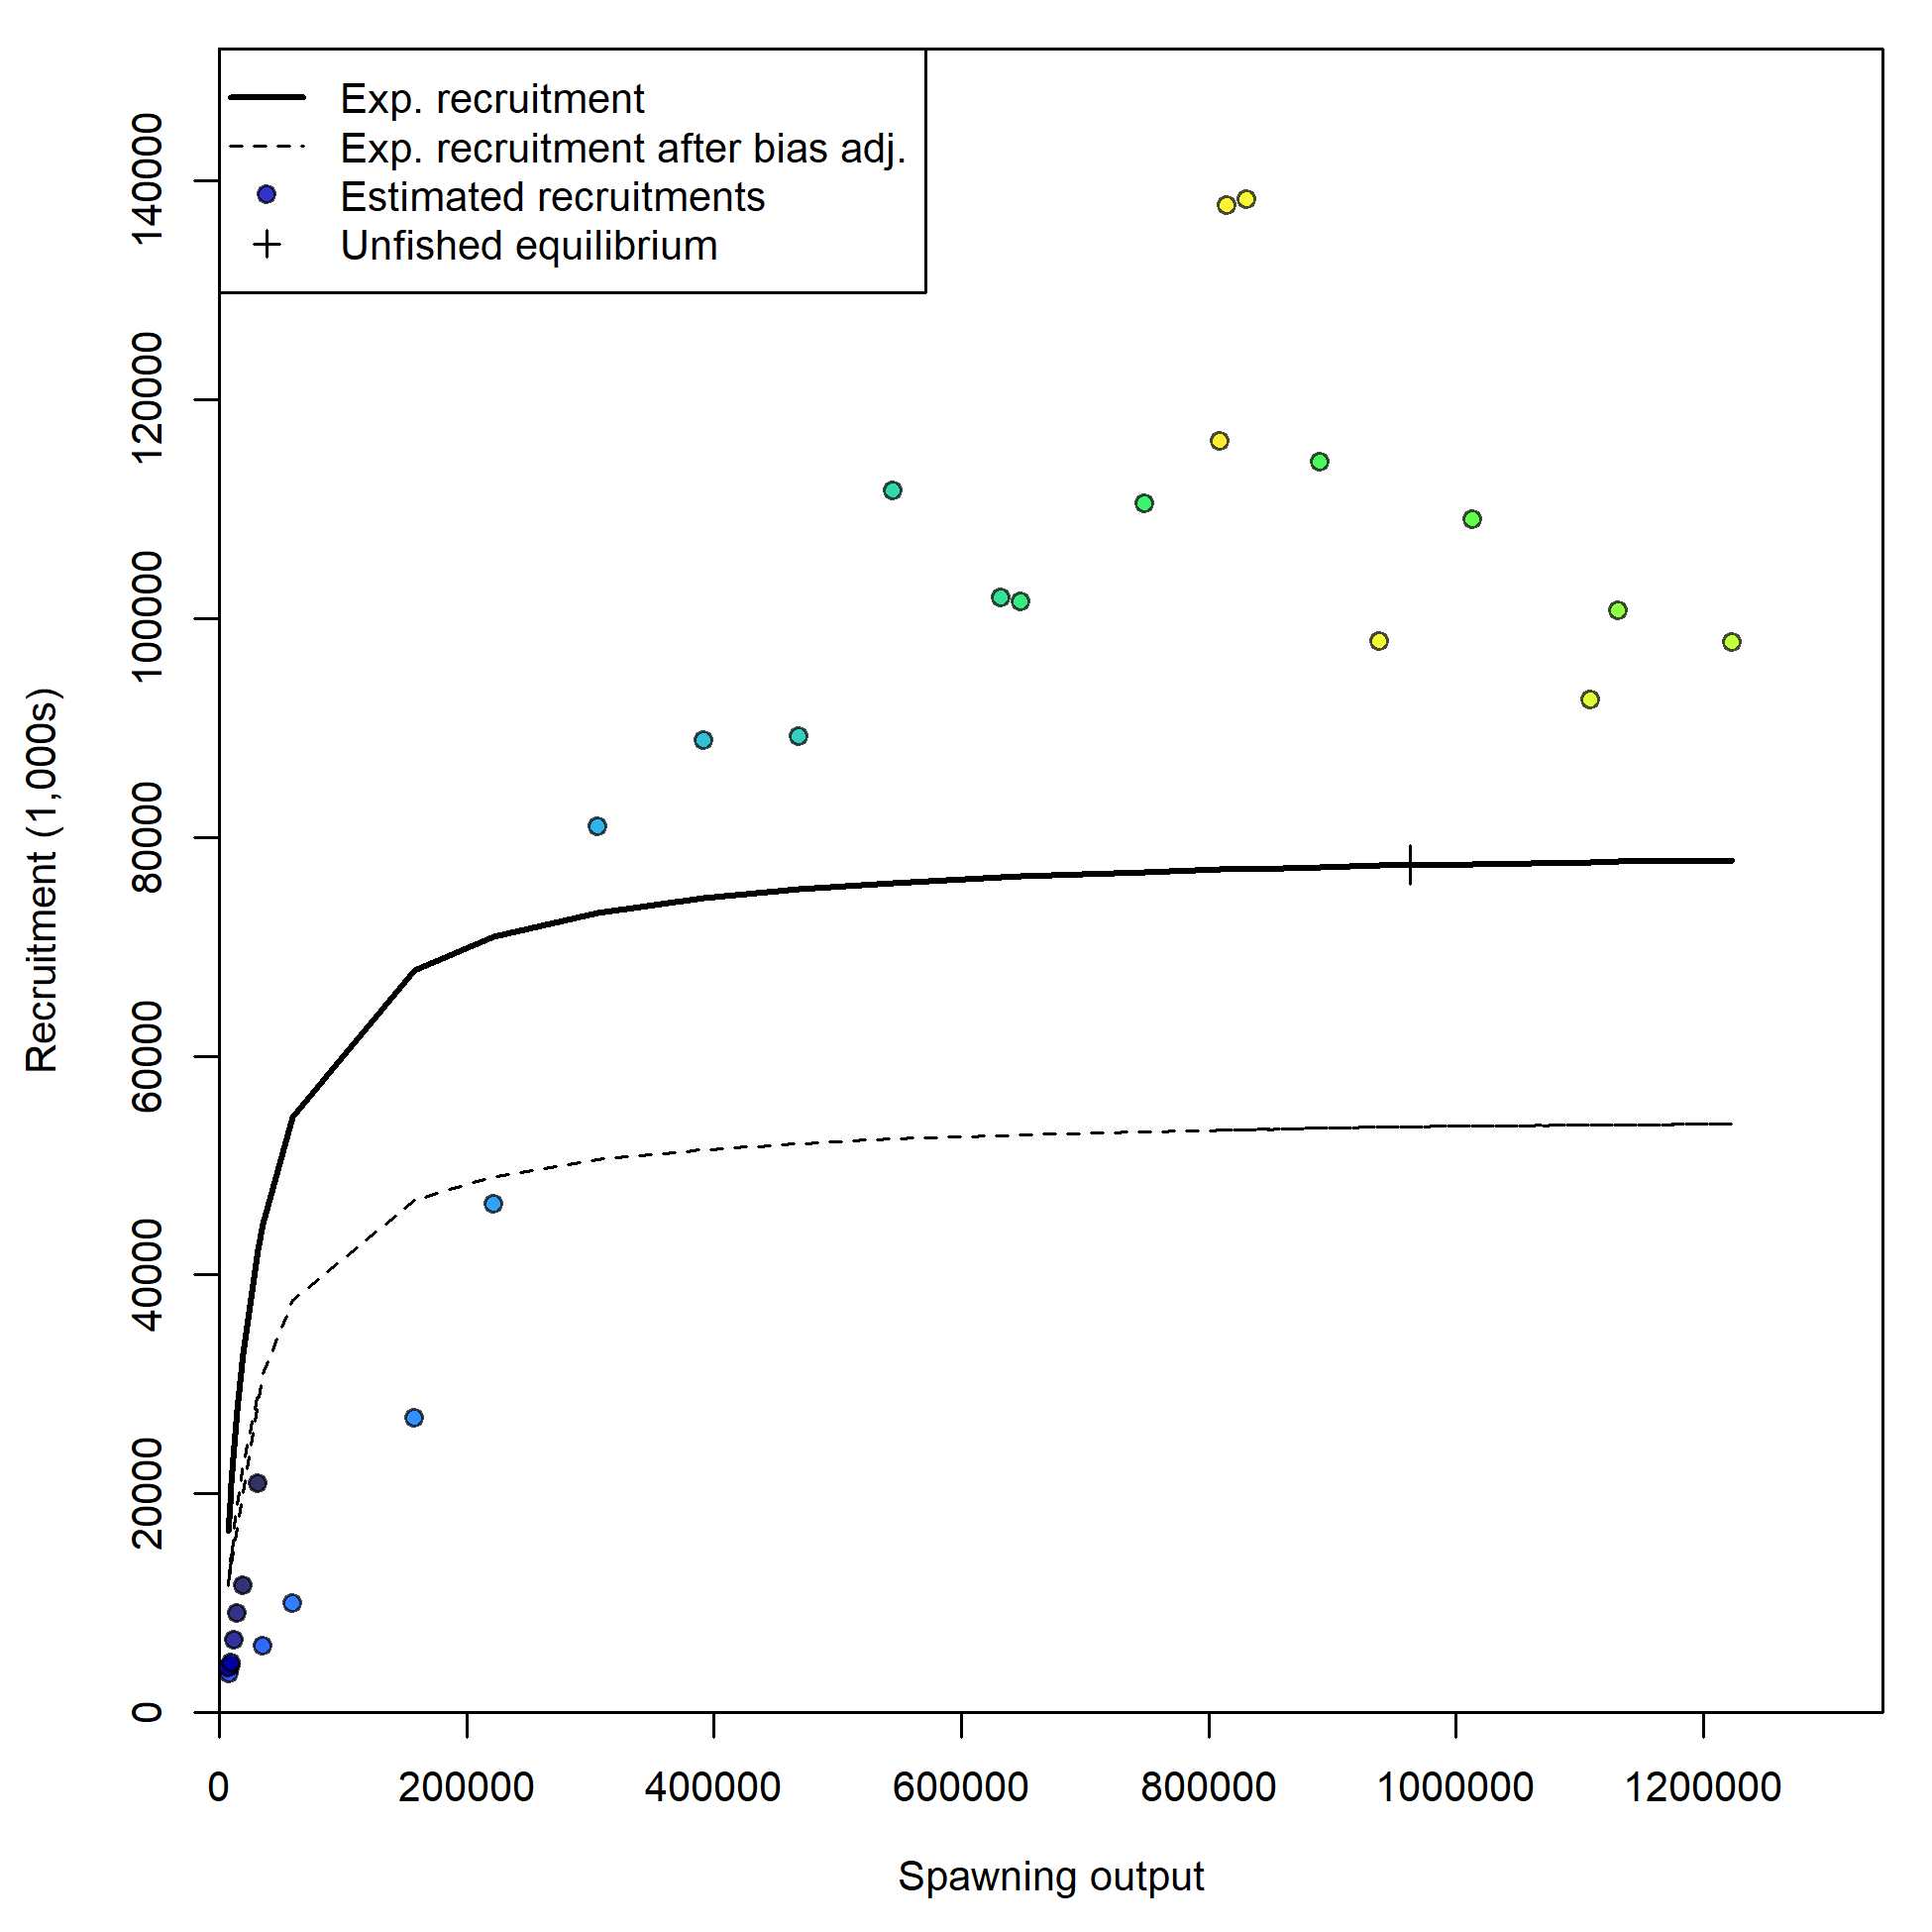 Exp. recruitment
Exp. recruitment after bias adj.
Estimated recruitments
Unfished equilibrium
Recruitment (1,000s)
140000
120000
100000
80000
60000
40000
20000
0
0 200000 400000 600000 800000 1000000 1200000
Spawning output